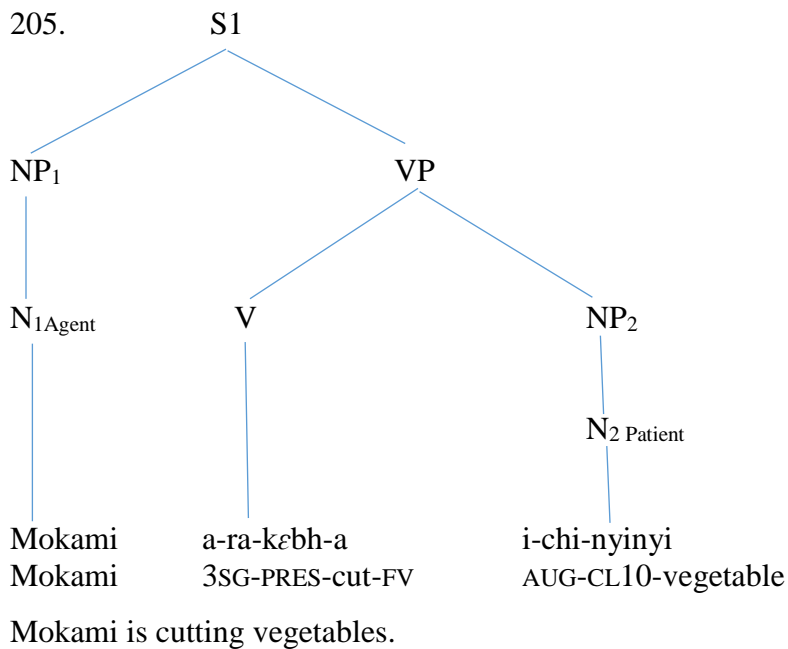 205. S1
NP₁ VP
N₁Agent V NP₂
N₂ Patient
Mokami a-ra-kɛbh-a i-chi-nyinyi
Mokami 3SG-PRES-cut-FV AUG-CL10-vegetable
Mokami is cutting vegetables.